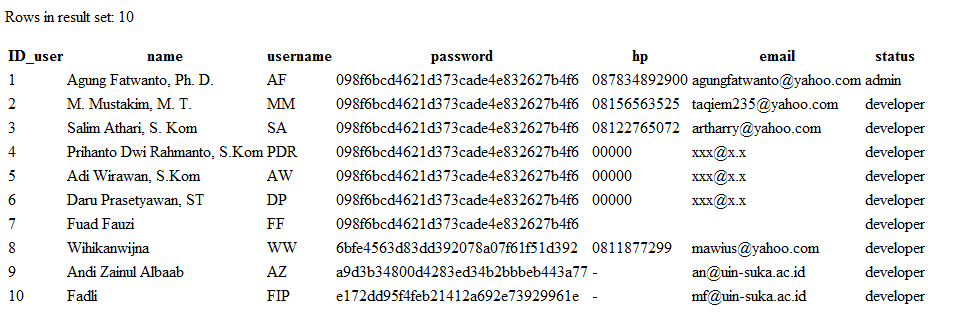 Rows in result set: 10
ID_user name username password hp email status
1 Agung Fatwanto, Ph. D. AF 098f6bcd4621d373cade4e832627b4f6 087834892900 agungfatwanto@yahoo.com admin
2 M. Mustakim, M. T. MM 098f6bcd4621d373cade4e832627b4f6 08156563525 taqiem235@yahoo.com developer
3 Salim Athari, S. Kom SA 098f6bcd4621d373cade4e832627b4f6 08122765072 artharry@yahoo.com developer
4 Prihanto Dwi Rahmanto, S.Kom PDR 098f6bcd4621d373cade4e832627b4f6 00000 xxx@x.x developer
5 Adi Wirawan, S.Kom AW 098f6bcd4621d373cade4e832627b4f6 00000 xxx@x.x developer
6 Daru Prasetyawan, ST DP 098f6bcd4621d373cade4e832627b4f6 00000 xxx@x.x developer
7 Fuad Fauzi FF 098f6bcd4621d373cade4e832627b4f6 developer
8 Wihikanwijna WW 6bfe4563d83dd392078a07f61f51d392 0811877299 mawius@yahoo.com developer
9 Andi Zainul Albaab AZ a9d3b34800d4283ed34b2bbbeb443a77 - an@uin-suka.ac.id developer
10 Fadli FIP e172dd95f4feb21412a692e73929961e - mf@uin-suka.ac.id developer